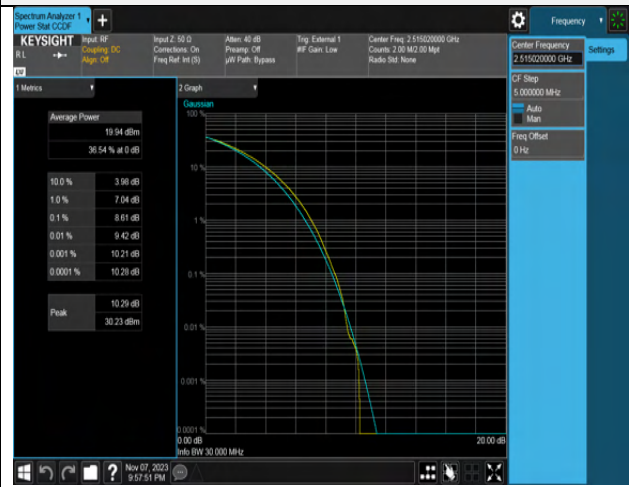 Spectrum Analyzer 1
Power Stat CCDF
Frequency
KEYSIGHT
RL
Input: RF
Coupling: DC
Align: Off
Input Z: 50 Ω
Corrections: On
Freq Ref: Int (S)
Atten: 40 dB
Preamp: Off
µW Path: Bypass
Trig: External 1
#IF Gain: Low
Center Freq: 2.515020000 GHz
Counts: 2.00 M/2.00 Mpt
Radio Std: None
Center Frequency
2.515020000 GHz
Settings
CF Step
5.000000 MHz
Auto
Man
Freq Offset
0 Hz
1 Metrics
Average Power
19.94 dBm
36.54 % at 0 dB
10.0 % 3.98 dB
1.0 % 7.04 dB
0.1 % 8.61 dB
0.01 % 9.42 dB
0.001 % 10.21 dB
0.0001 % 10.28 dB
Peak
10.29 dB
30.23 dBm
2 Graph
Gaussian
100 %
10 %
1 %
0.1 %
0.01 %
0.001 %
0.0001 %
0.00 dB 20.00 dB
Info BW 30.000 MHz
Nov 07, 2023
9:57:51 PM